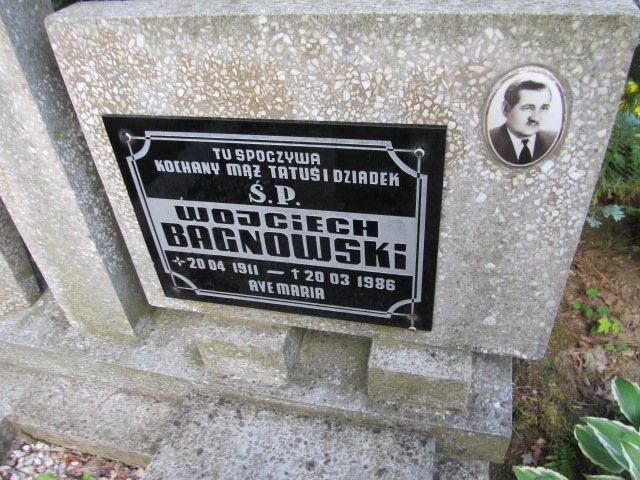 TU SPOCZYWA
KOCHANY MĄŻ TATUŚ I DZIADEK
Ś.P.
WOJCIECH
BAGNOWSKI
20 04 1911 — † 20 03 1986
AVE MARIA